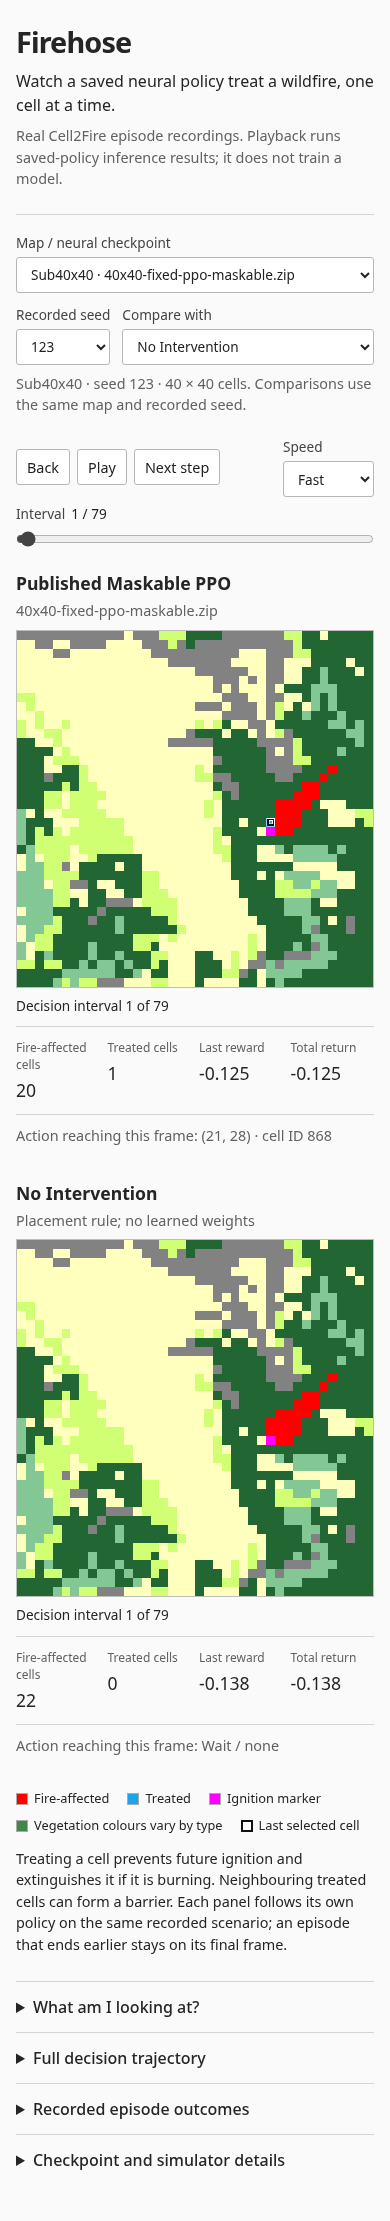 Firehose
Watch a saved neural policy treat a wildfire, one
cell at a time.
Real Cell2Fire episode recordings. Playback runs
saved-policy inference results; it does not train a
model.
Map / neural checkpoint
Sub40x40 · 40x40-fixed-ppo-maskable.zip
Recorded seed Compare with
123 No Intervention
Sub40x40 · seed 123 · 40 × 40 cells. Comparisons use
the same map and recorded seed.
Speed
Back Play Next step Fast
Interval 1 / 79
Published Maskable PPO
40x40-fixed-ppo-maskable.zip
Decision interval 1 of 79
Fire-affected cells Treated cells Last reward Total return
20 1 -0.125 -0.125
Action reaching this frame: (21, 28) · cell ID 868
No Intervention
Placement rule; no learned weights
Decision interval 1 of 79
Fire-affected cells Treated cells Last reward Total return
22 0 -0.138 -0.138
Action reaching this frame: Wait / none
Fire-affected Treated Ignition marker
Vegetation colours vary by type Last selected cell
Treating a cell prevents future ignition and
extinguishes it if it is burning. Neighbouring treated
cells can form a barrier. Each panel follows its own
policy on the same recorded scenario; an episode
that ends earlier stays on its final frame.
What am I looking at?
Full decision trajectory
Recorded episode outcomes
Checkpoint and simulator details